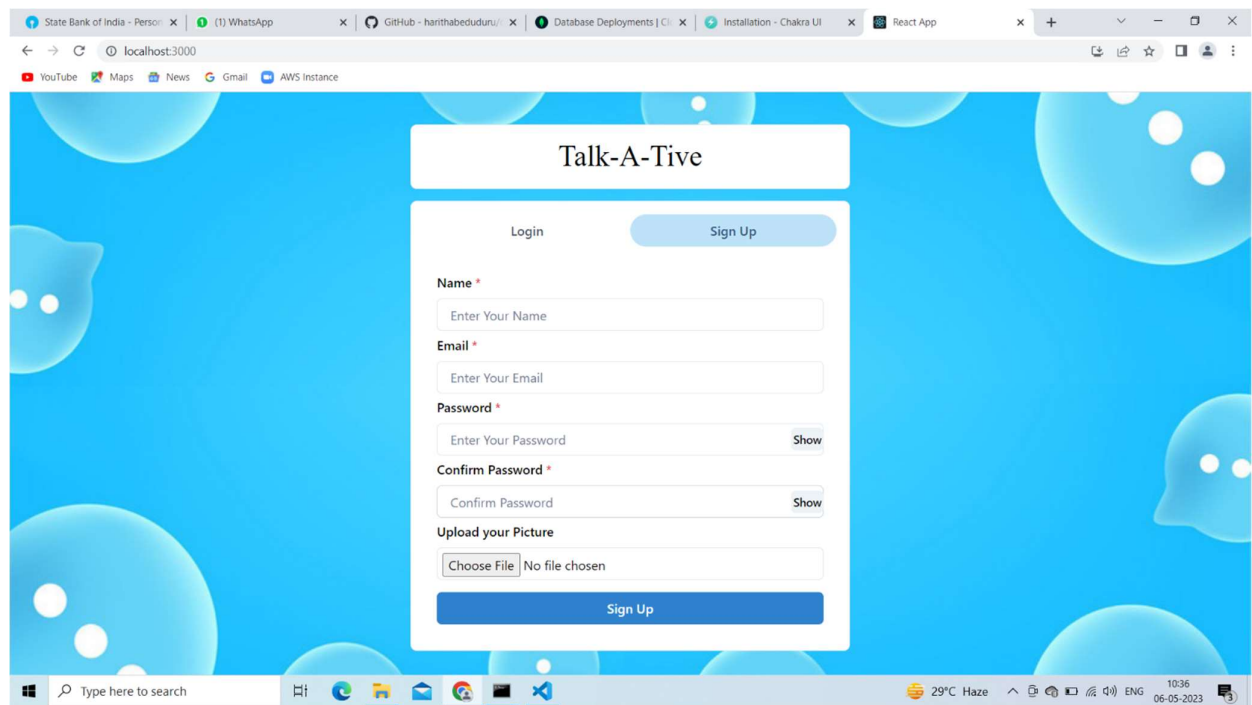 State Bank of India - Person
(1) WhatsApp
GitHub - harithabeduduru/
Database Deployments | Cl
Installation - Chakra UI
React App
localhost:3000
YouTube
Maps
News
Gmail
AWS Instance
Talk-A-Tive
Login
Sign Up
Name *
Enter Your Name
Email *
Enter Your Email
Password *
Enter Your Password
Show
Confirm Password *
Confirm Password
Show
Upload your Picture
Choose File No file chosen
Sign Up
Type here to search
29°C Haze
ENG
10:36
06-05-2023
3